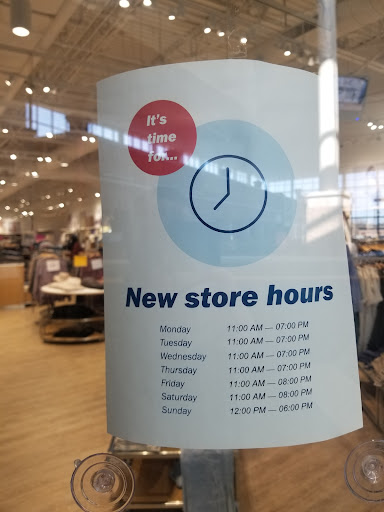 It's
time
for...
New store hours
Monday 11:00 AM — 07:00 PM
Tuesday 11:00 AM — 07:00 PM
Wednesday 11:00 AM — 07:00 PM
Thursday 11:00 AM — 07:00 PM
Friday 11:00 AM — 08:00 PM
Saturday 11:00 AM — 08:00 PM
Sunday 12:00 PM — 06:00 PM